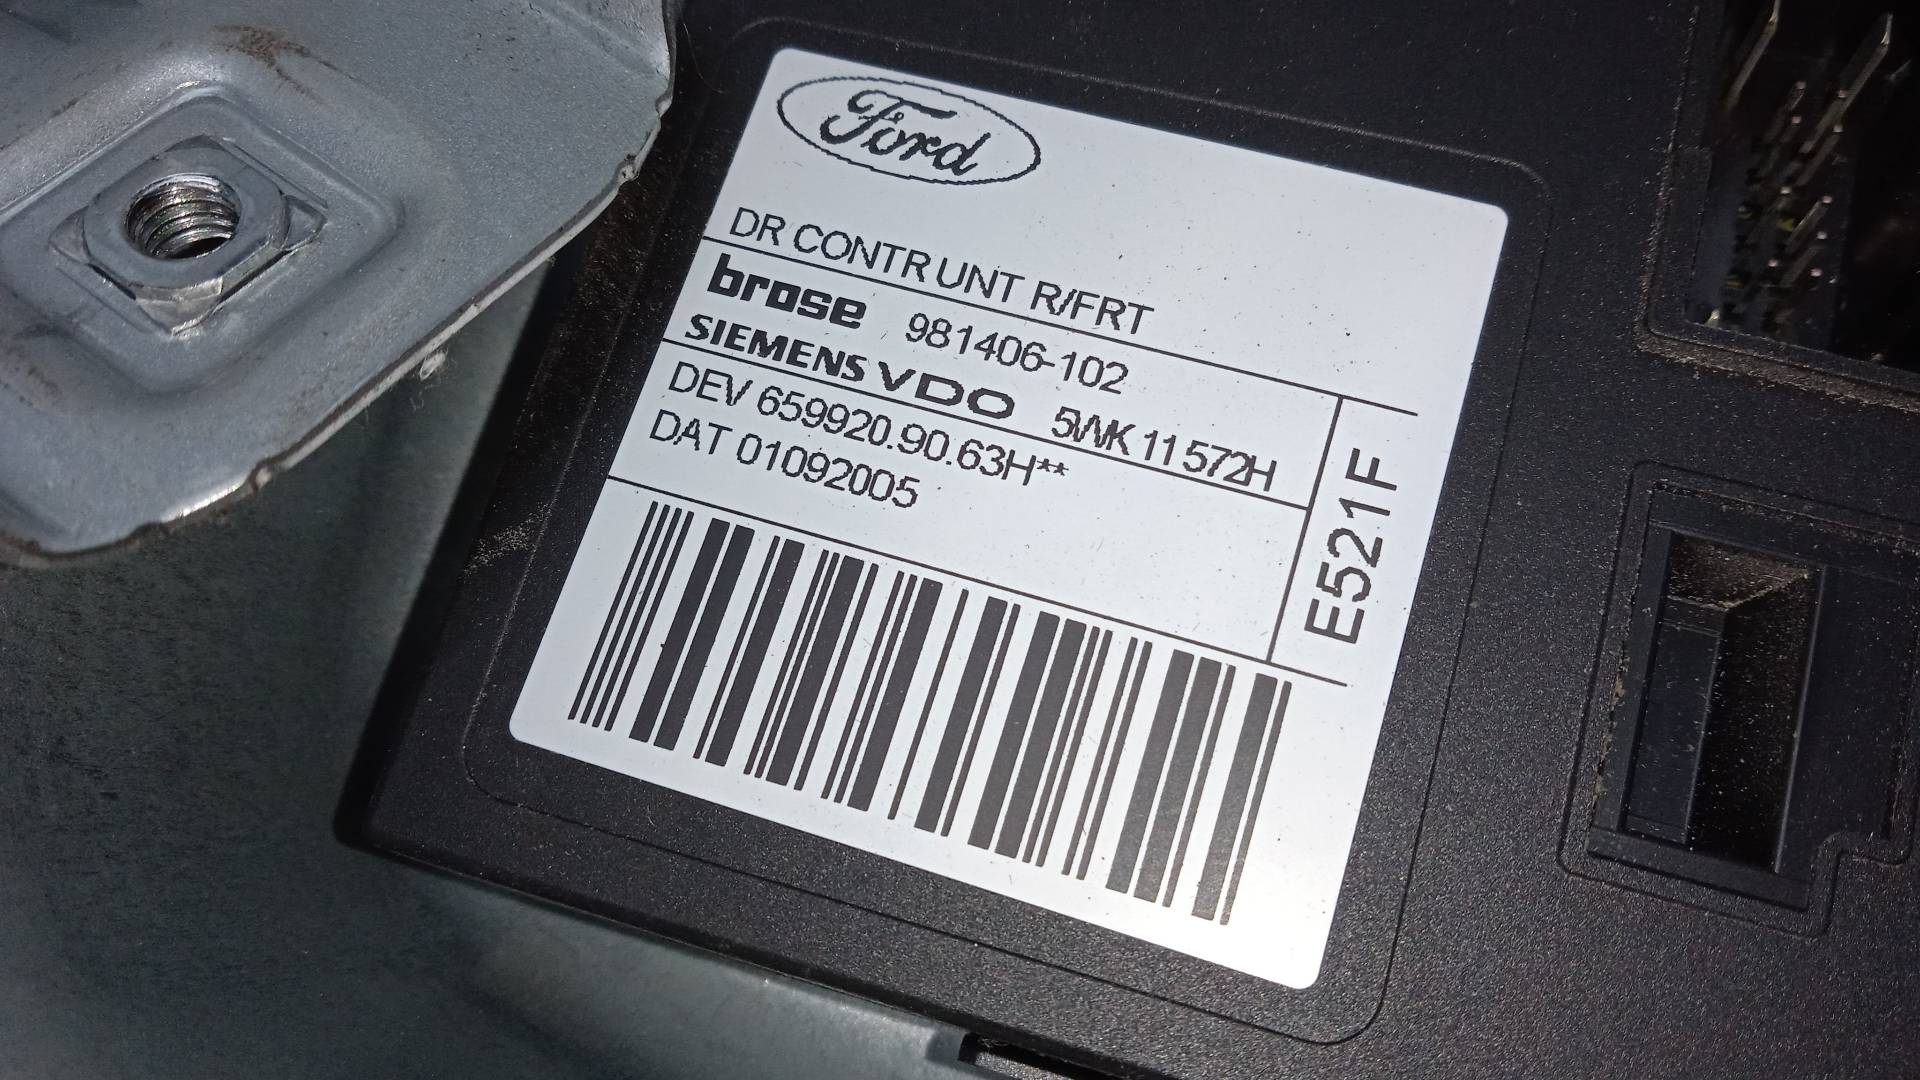 Ford
DR CONTR UNT R/FRT
brose 981406-102
SIEMENS VDO 5WK 11 572H
DEV 659920.90.63H**
DAT 01092005
E521F